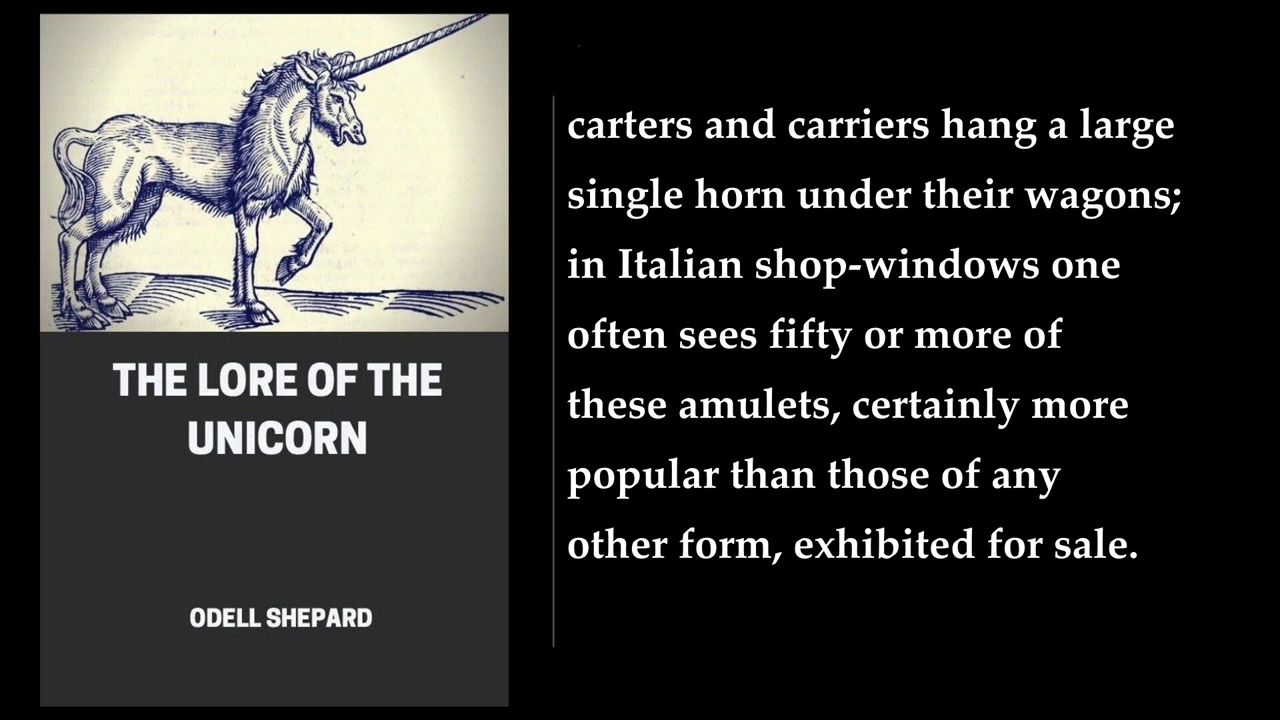 THE LORE OF THE
UNICORN
ODELL SHEPARD
carters and carriers hang a large
single horn under their wagons;
in Italian shop-windows one
often sees fifty or more of
these amulets, certainly more
popular than those of any
other form, exhibited for sale.